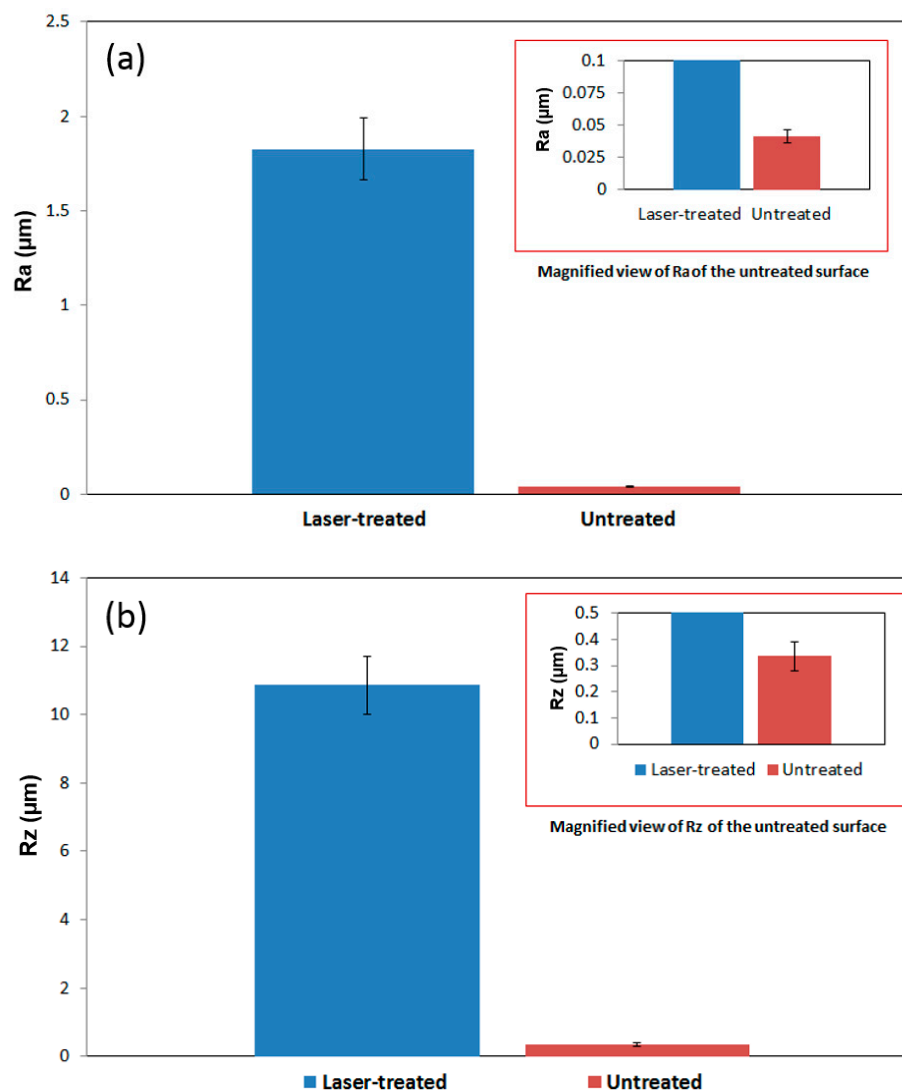 (a)
Ra (µm)
2.5
2
1.5
1
0.5
0
Laser-treated
Untreated
Ra (µm)
0.1
0.075
0.05
0.025
0
Laser-treated Untreated
Magnified view of Ra of the untreated surface
(b)
Rz (µm)
14
12
10
8
6
4
2
0
Laser-treated
Untreated
Rz (µm)
0.5
0.4
0.3
0.2
0.1
0
Laser-treated Untreated
Magnified view of Rz of the untreated surface